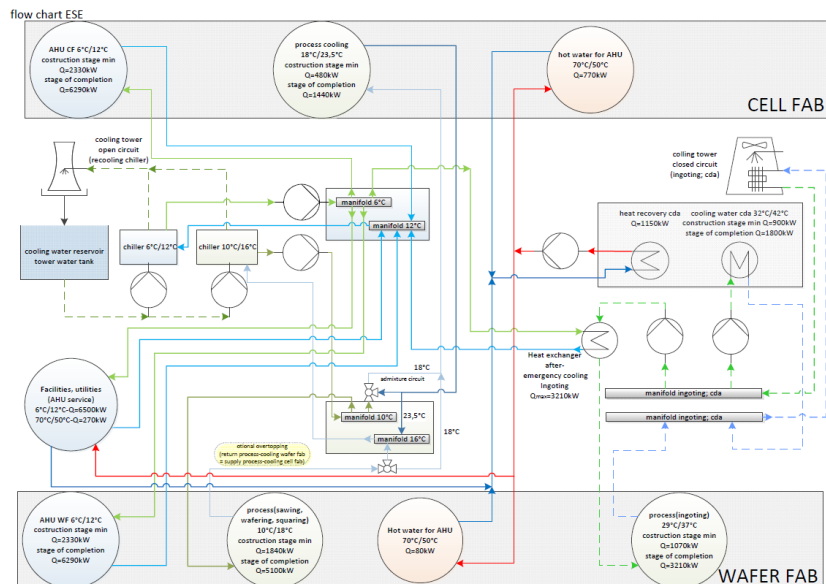 flow chart ESE
AHU CF 6°C/12°C
costruction stage min
Q=2330kW
stage of completion
Q=6290kW
process cooling
18°C/23,5°C
costruction stage min
Q=480kW
stage of completion
Q=1440kW
hot water for AHU
70°C/50°C
Q=770kW
CELL FAB
cooling tower
open circuit
(recooling chiller)
colling tower
closed circuit
(ingoting; cda)
manifold 6°C
manifold 12°C
chiller 6°C/12°C
chiller 10°C/16°C
cooling water reservoir
tower water tank
heat recovery cda
Q=1150kW
cooling water cda 32°C/42°C
construction stage min Q=900kW
stage of completion Q=1800kW
Heat exchanger
after-
emergency cooling
Ingoting
Qmax=3210kW
Facilities, utilities
(AHU service)
6°C/12°C-Q=6500kW
70°C/50°C-Q=270kW
18°C
admixture circuit
manifold 10°C
23,5°C
manifold 16°C
18°C
manifold ingoting; cda
manifold ingoting; cda
otional overtopping
(return process-cooling wafer fab
= supply process-cooling cell fab)
AHU WF 6°C/12°C
costruction stage min
Q=2330kW
stage of completion
Q=6290kW
process(sawing,
wafering, squaring)
10°C/18°C
costruction stage min
Q=1840kW
stage of completion
Q=5100kW
Hot water for AHU
70°C/50°C
Q=80kW
process(ingoting)
29°C/37°C
costruction stage min
Q=1070kW
stage of completion
Q=3210kW
WAFER FAB